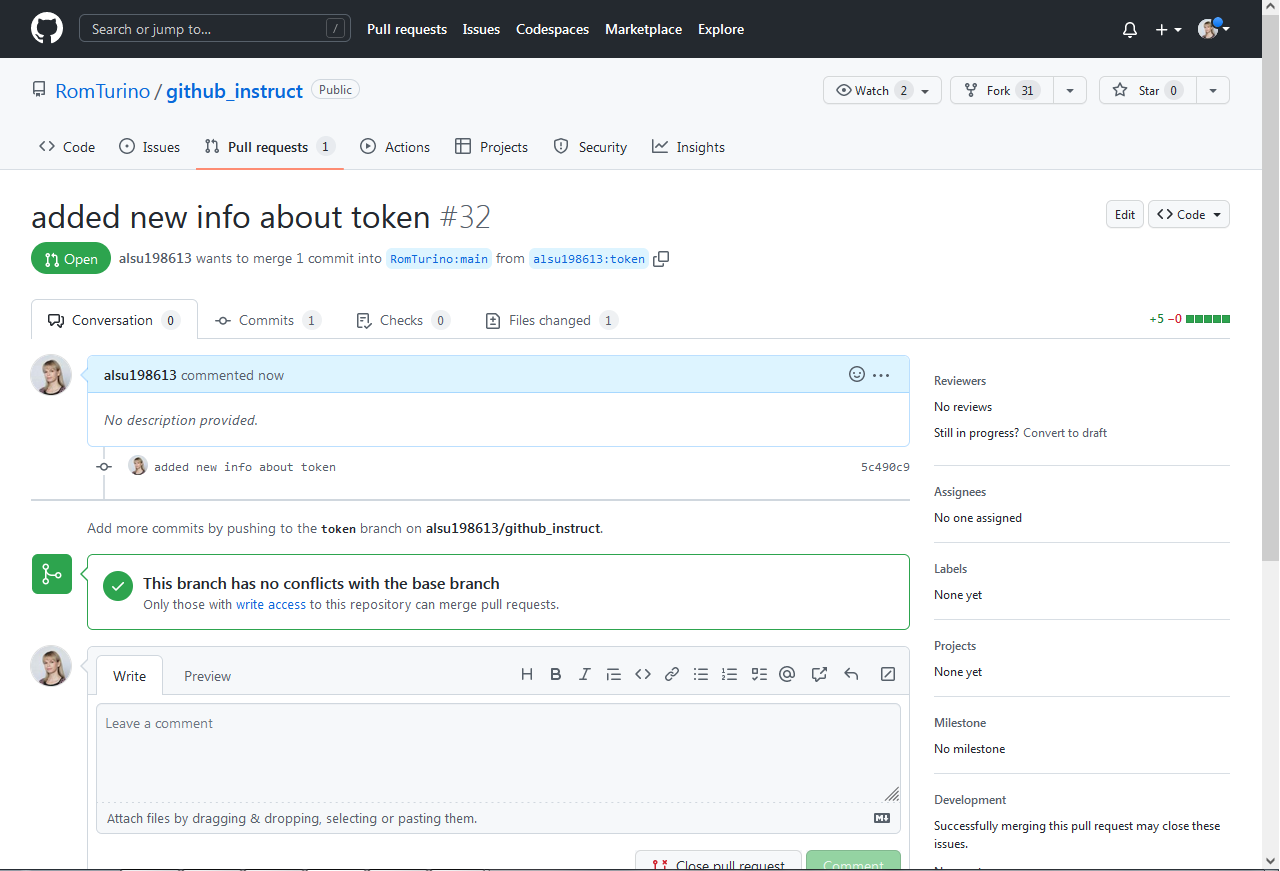 Search or jump to... /
Pull requests Issues Codespaces Marketplace Explore
RomTurino / github_instruct Public
Watch 2 Fork 31 Star 0
Code Issues Pull requests 1 Actions Projects Security Insights
added new info about token #32
Edit Code
Open alsu198613 wants to merge 1 commit into RomTurino:main from alsu198613:token
Conversation 0 Commits 1 Checks 0 Files changed 1 +5 −0
alsu198613 commented now
No description provided.
added new info about token 5c490c9
Add more commits by pushing to the token branch on alsu198613/github_instruct.
This branch has no conflicts with the base branch
Only those with write access to this repository can merge pull requests.
Write Preview
Leave a comment
Attach files by dragging & dropping, selecting or pasting them.
Close pull request Comment
Reviewers
No reviews
Still in progress? Convert to draft
Assignees
No one assigned
Labels
None yet
Projects
None yet
Milestone
No milestone
Development
Successfully merging this pull request may close these
issues.